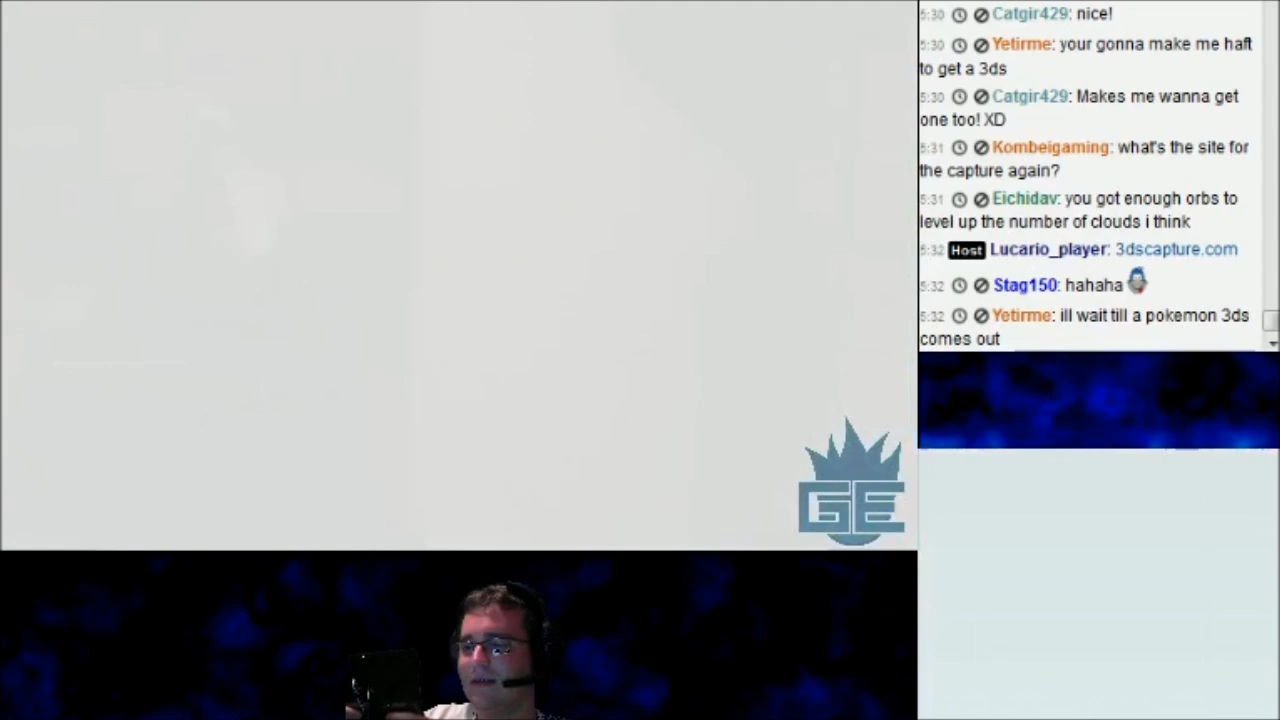 5:30 Catgir429: nice!
5:30 Yetirme: your gonna make me haft
to get a 3ds
5:30 Catgir429: Makes me wanna get
one too! XD
5:31 Kombeigaming: what's the site for
the capture again?
5:31 Eichidav: you got enough orbs to
level up the number of clouds i think
5:32 Host Lucario_player: 3dscapture.com
5:32 Stag150: hahaha
5:32 Yetirme: ill wait till a pokemon 3ds
comes out
GE